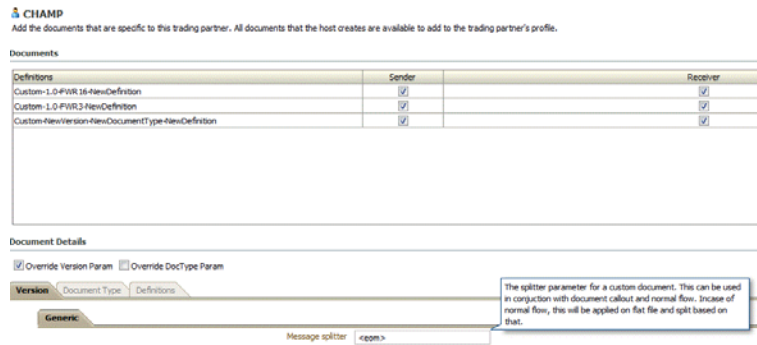 CHAMP
Add the documents that are specific to this trading partner. All documents that the host creates are available to add to the trading partner's profile.
Documents
Definitions Sender Receiver
Custom-1.0-FWR16-NewDefinition
Custom-1.0-FWR3-NewDefinition
Custom-NewVersion-NewDocumentType-NewDefinition
Document Details
Override Version Param Override DocType Param
Version Document Type Definitions
The splitter parameter for a custom document. This can be used
in conjuction with document callout and normal flow. Incase of
normal flow, this will be applied on flat file and split based on
that.
Generic
Message splitter <eom>